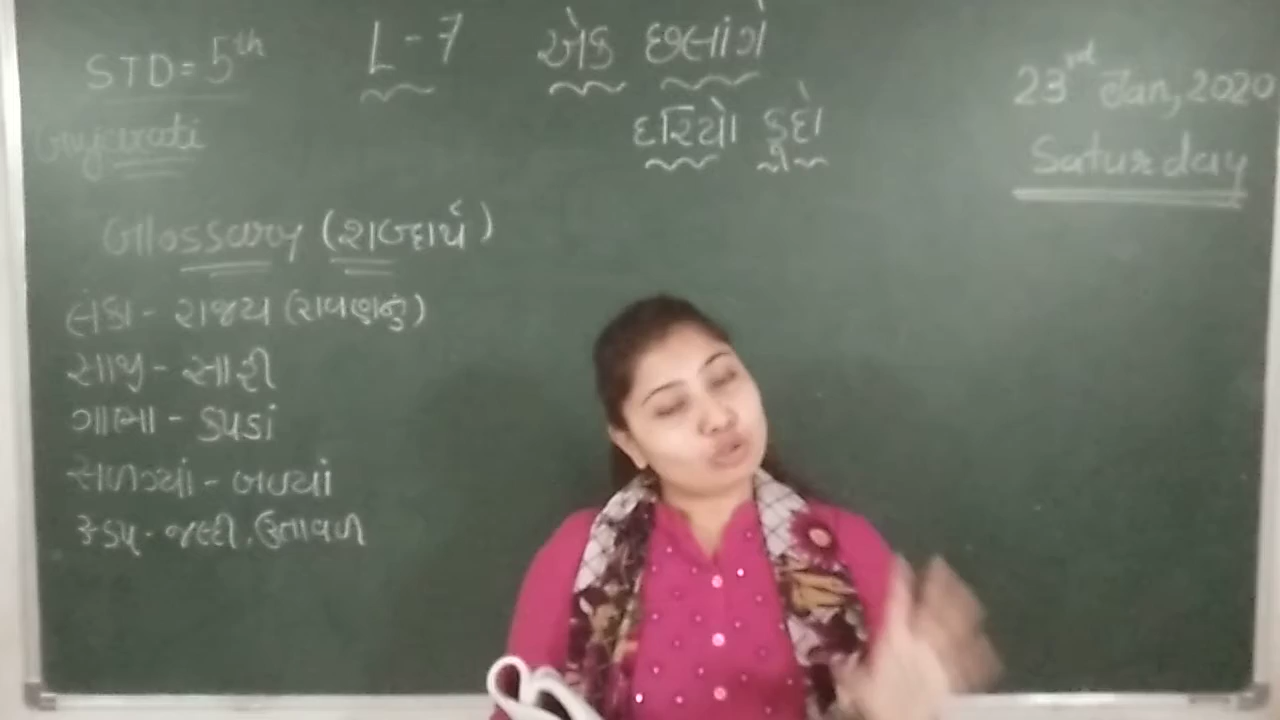 STD = 5th L - 7 એક છલાંગે
દરિયો કૂદ્યો
23rd Jan, 2020
Saturday
Gujarati
Glossary (શબ્દાર્થ)
લંકા - રાજ્ય (રાવણનું)
સાજુ - સારી
ગાભા - કપડાં
સળગ્યાં - બળ્યાં
ઝડપ - જલ્દી, ઉતાવળ